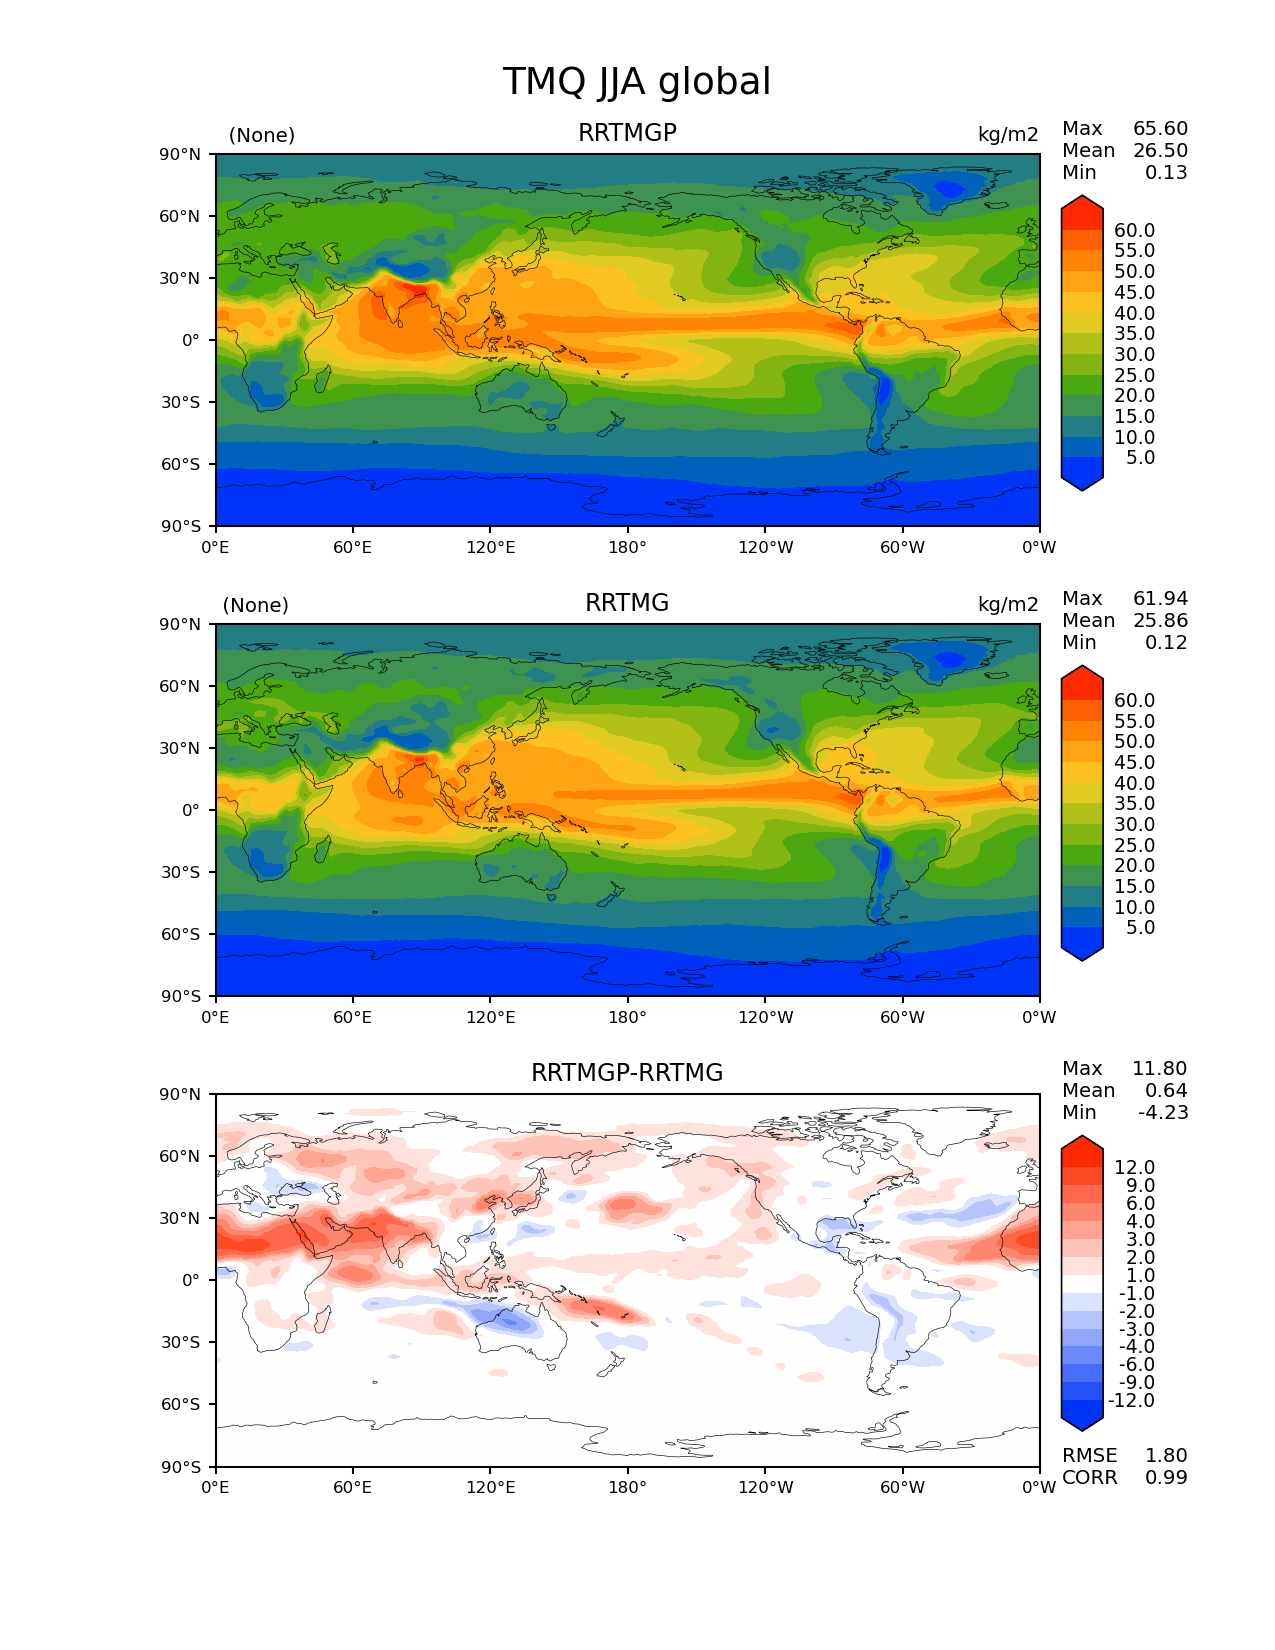 TMQ JJA global
(None) RRTMGP kg/m2
Max 65.60
Mean 26.50
Min 0.13
90°N
60°N
30°N
0°
30°S
60°S
90°S
0°E 60°E 120°E 180° 120°W 60°W 0°W
60.0
55.0
50.0
45.0
40.0
35.0
30.0
25.0
20.0
15.0
10.0
5.0
(None) RRTMG kg/m2
Max 61.94
Mean 25.86
Min 0.12
90°N
60°N
30°N
0°
30°S
60°S
90°S
0°E 60°E 120°E 180° 120°W 60°W 0°W
60.0
55.0
50.0
45.0
40.0
35.0
30.0
25.0
20.0
15.0
10.0
5.0
RRTMGP-RRTMG
Max 11.80
Mean 0.64
Min -4.23
90°N
60°N
30°N
0°
30°S
60°S
90°S
0°E 60°E 120°E 180° 120°W 60°W 0°W
12.0
9.0
6.0
4.0
3.0
2.0
1.0
-1.0
-2.0
-3.0
-4.0
-6.0
-9.0
-12.0
RMSE 1.80
CORR 0.99